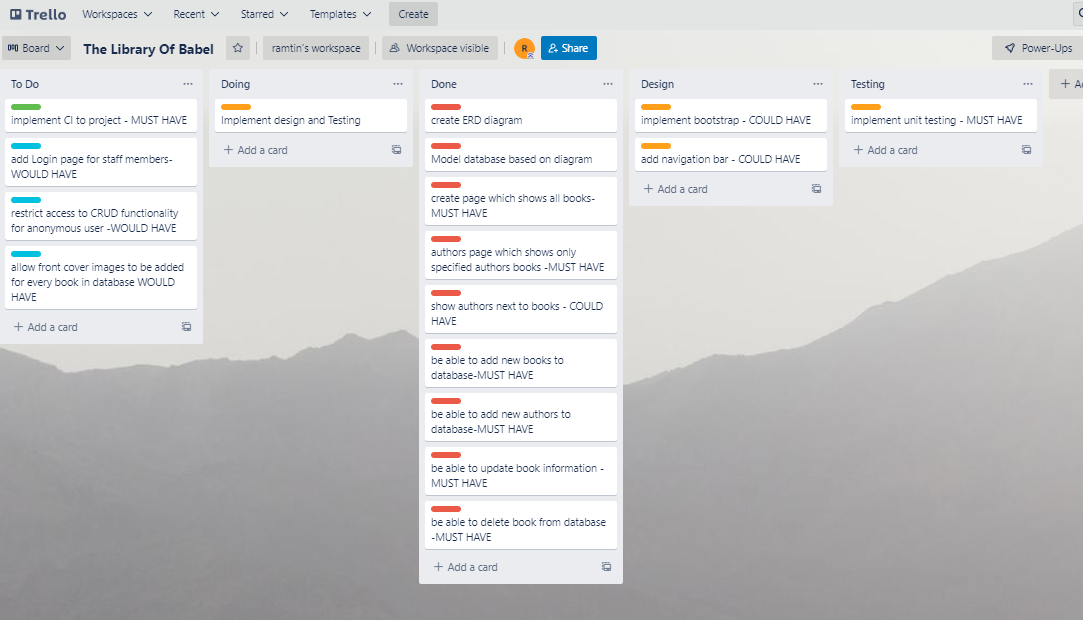 Trello
Workspaces
Recent
Starred
Templates
Create
Board
The Library Of Babel
ramtin's workspace
Workspace visible
R
Share
Power-Ups
To Do
implement CI to project - MUST HAVE
add Login page for staff members-
WOULD HAVE
restrict access to CRUD functionality
for anonymous user -WOULD HAVE
allow front cover images to be added
for every book in database WOULD
HAVE
+ Add a card
Doing
Implement design and Testing
+ Add a card
Done
create ERD diagram
Model database based on diagram
create page which shows all books-
MUST HAVE
authors page which shows only
specified authors books -MUST HAVE
show authors next to books - COULD
HAVE
be able to add new books to
database-MUST HAVE
be able to add new authors to
database-MUST HAVE
be able to update book information -
MUST HAVE
be able to delete book from database
-MUST HAVE
+ Add a card
Design
implement bootstrap - COULD HAVE
add navigation bar - COULD HAVE
+ Add a card
Testing
implement unit testing - MUST HAVE
+ Add a card